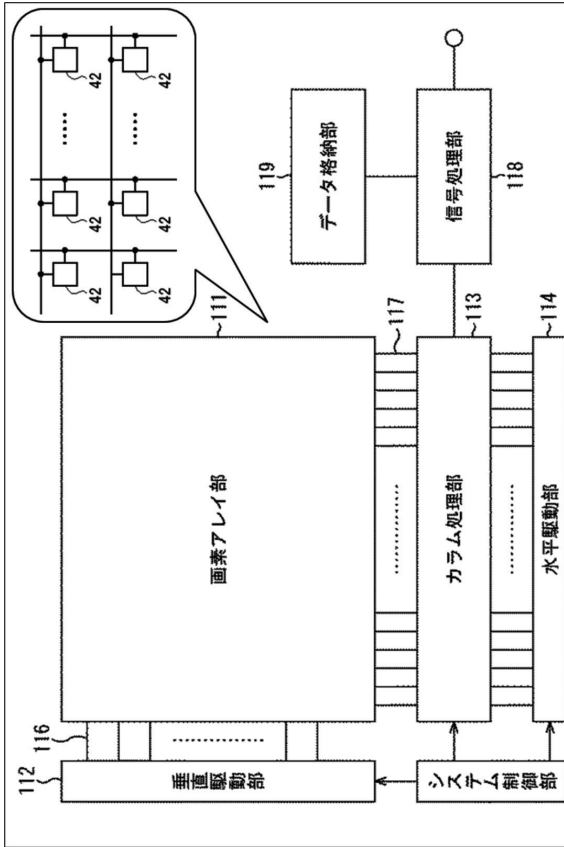 42
42
42
42
42
42
.....
.....
112
116
111
垂直駆動部
..........
画素アレイ部
117
..........
カラム処理部
113
..........
システム制御部
水平駆動部
114
119
データ格納部
信号処理部
118